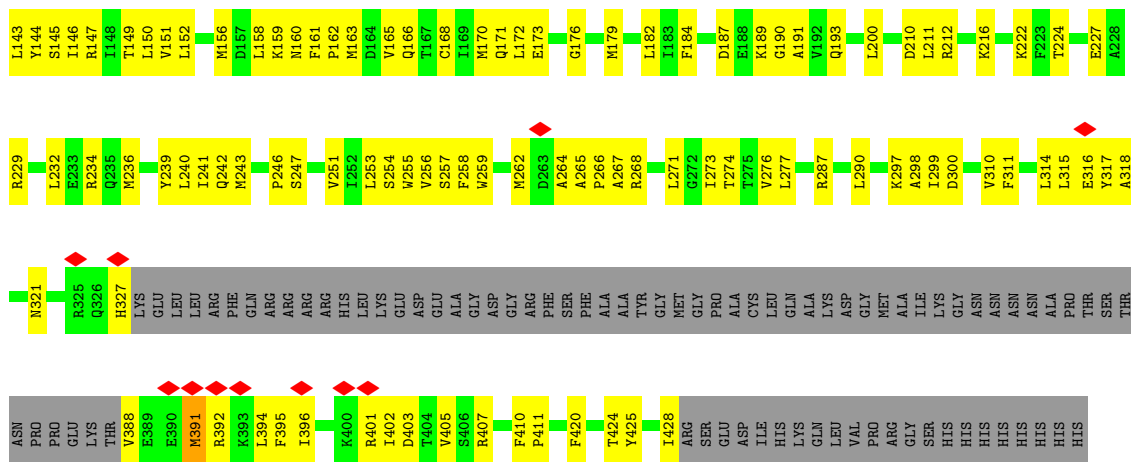 L143 Y144 S145 I146 R147 I148 T149 L150 V151 L152 M156 D157 L158 K159 N160 F161 P162 M163 D164 V165 Q166 T167 C168 I169 M170 Q171 L172 E173 G176 M179 L182 I183 F184 D187 E188 K189 G190 A191 V192 Q193 L200 D210 L211 R212 K216 K222 F223 T224 E227 A228
R229 L232 E233 R234 Q235 M236 Y239 L240 I241 Q242 M243 P246 S247 V251 I252 L253 S254 W255 V256 S257 F258 W259 M262 D263 A264 A265 P266 A267 R268 L271 G272 I273 T274 T275 V276 L277 R287 L290 K297 A298 I299 D300 V310 F311 L314 L315 E316 Y317 A318
N321 R325 Q326 H327 LYS GLU LEU LEU ARG PHE GLN ARG ARG ARG ARG HIS LEU LYS GLU ASP GLU ALA GLY ASP GLY ARG PHE SER PHE ALA ALA TYR GLY MET GLY PRO ALA CYS LEU GLN ALA LYS ASP GLY MET ALA ILE LYS GLY ASN ASN ASN ASN ALA PRO THR SER THR
ASN PRO PRO GLU LYS THR V388 E389 E390 M391 R392 K393 L394 F395 I396 K400 R401 I402 D403 T404 V405 S406 R407 F410 P411 F420 T424 Y425 I428 ARG SER GLU ASP ILE HIS LYS GLN LEU VAL PRO ARG GLY SER HIS HIS HIS HIS HIS HIS HIS HIS